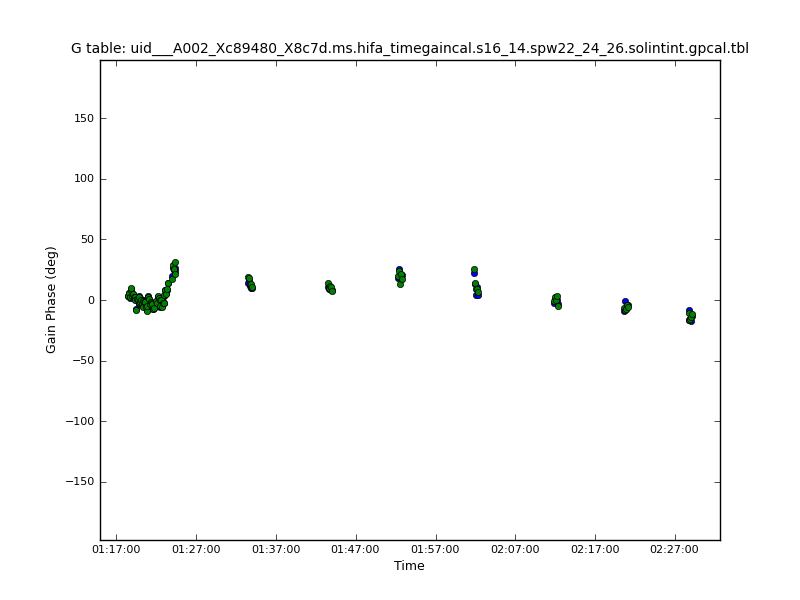 G table: uid___A002_Xc89480_X8c7d.ms.hifa_timegaincal.s16_14.spw22_24_26.solintint.gpcal.tbl
150
100
50
0
−50
−100
−150
Gain Phase (deg)
01:17:00 01:27:00 01:37:00 01:47:00 01:57:00 02:07:00 02:17:00 02:27:00
Time